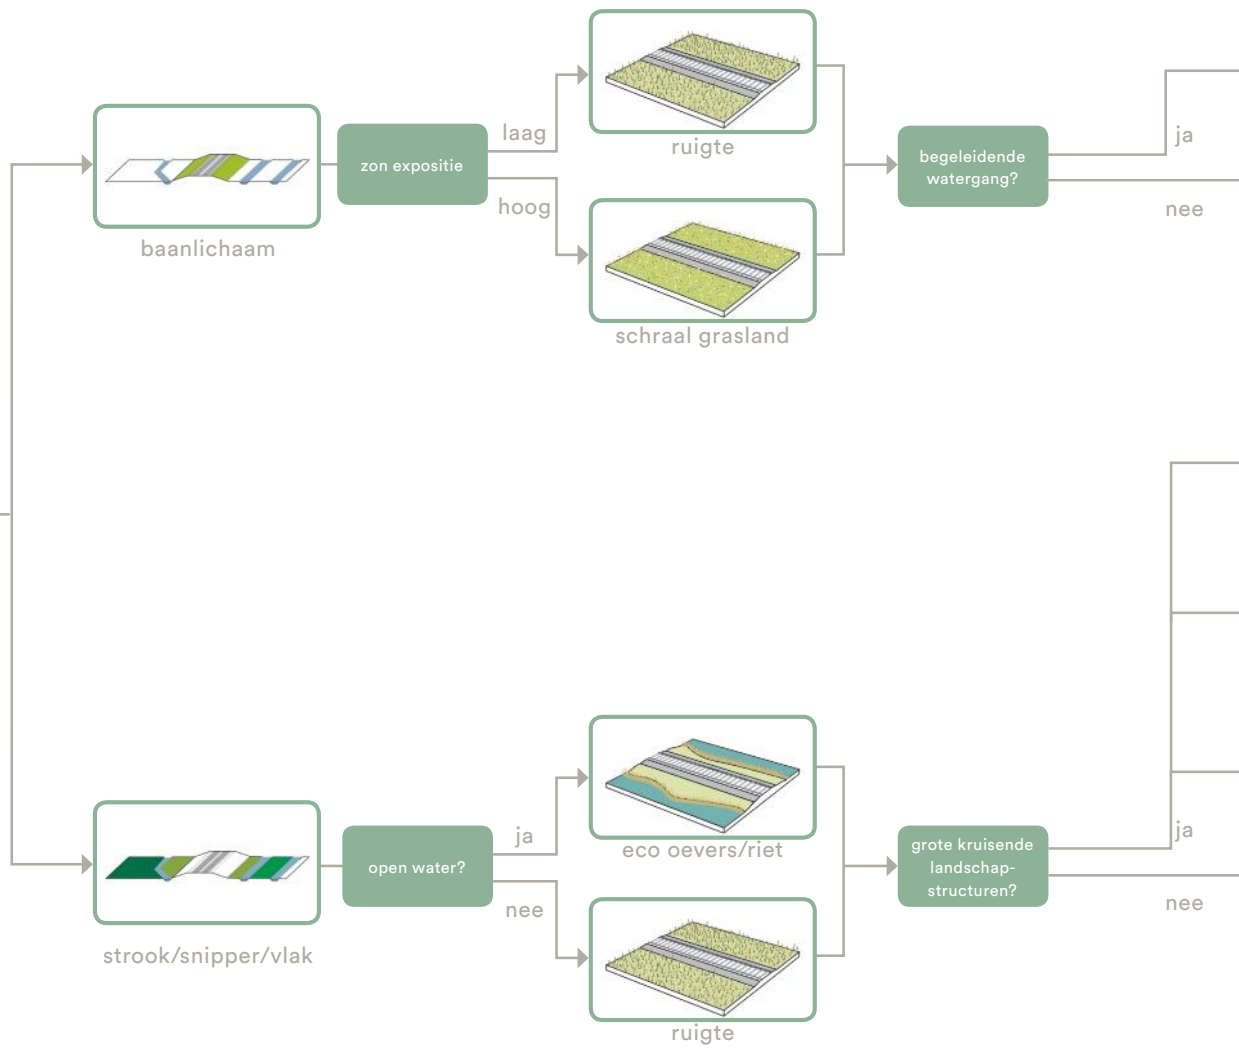 baanlichaam
zon expositie
laag
hoog
ruigte
schraal grasland
begeleidende
watergang?
ja
nee
strook/snipper/vlak
open water?
ja
nee
eco oevers/riet
ruigte
grote kruisende
landschap-
structuren?
ja
nee